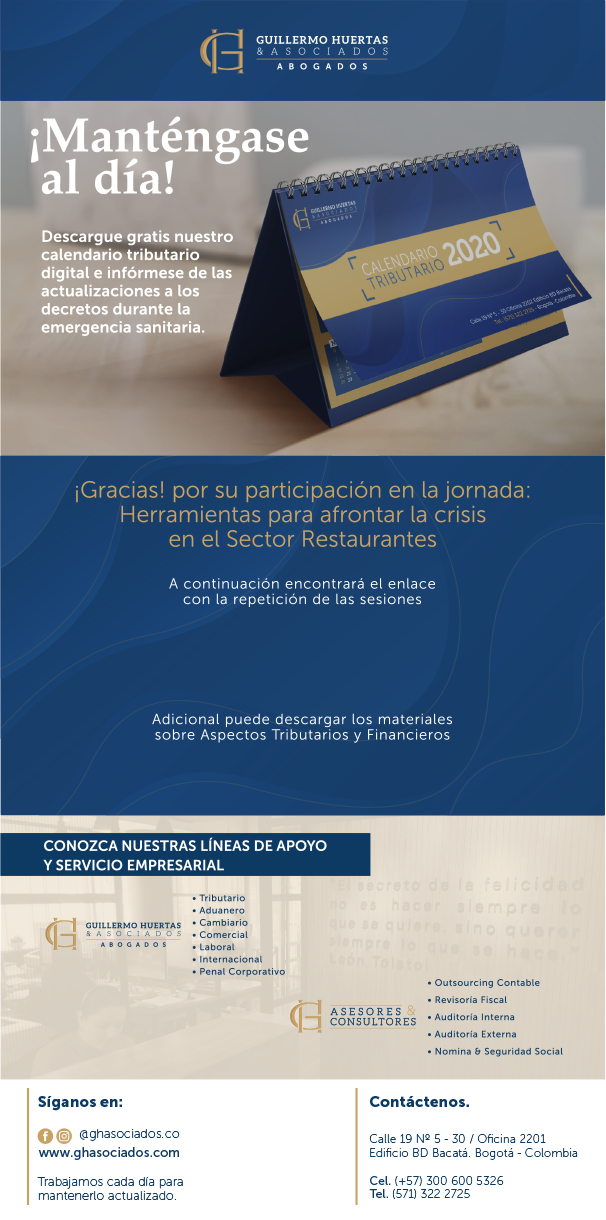 GUILLERMO HUERTAS
& ASOCIADOS
ABOGADOS
¡Manténgase
al día!
Descargue gratis nuestro
calendario tributario
digital e infórmese de las
actualizaciones a los
decretos durante la
emergencia sanitaria.
GUILLERMO HUERTAS
& ASOCIADOS
ABOGADOS
CALENDARIO
TRIBUTARIO 2020
Calle 19 Nº 5 - 30 Oficina 2201, Edificio BD Bacatá
Tel. (571) 322 2725 - Bogotá, Colombia
¡Gracias! por su participación en la jornada:
Herramientas para afrontar la crisis
en el Sector Restaurantes
A continuación encontrará el enlace
con la repetición de las sesiones
Adicional puede descargar los materiales
sobre Aspectos Tributarios y Financieros
CONOZCA NUESTRAS LÍNEAS DE APOYO
Y SERVICIO EMPRESARIAL
GUILLERMO HUERTAS
& ASOCIADOS
ABOGADOS
• Tributario
• Aduanero
• Cambiario
• Comercial
• Laboral
• Internacional
• Penal Corporativo
"El secreto de la felicidad
no es hacer siempre lo
que se quiere, sino querer
siempre lo que se hace."
León Tolstoi
ASESORES &
CONSULTORES
• Outsourcing Contable
• Revisoría Fiscal
• Auditoría Interna
• Auditoría Externa
• Nomina & Seguridad Social
Síganos en:
@ghasociados.co
www.ghasociados.com
Trabajamos cada día para
mantenerlo actualizado.
Contáctenos.
Calle 19 Nº 5 - 30 / Oficina 2201
Edificio BD Bacatá. Bogotá - Colombia
Cel. (+57) 300 600 5326
Tel. (571) 322 2725